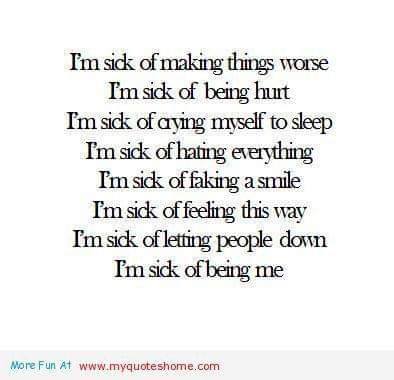 I'm sick of making things worse
I'm sick of being hurt
I'm sick of crying myself to sleep
I'm sick of hating everything
I'm sick of faking a smile
I'm sick of feeling this way
I'm sick of letting people down
I'm sick of being me
More Fun At www.myquoteshome.com